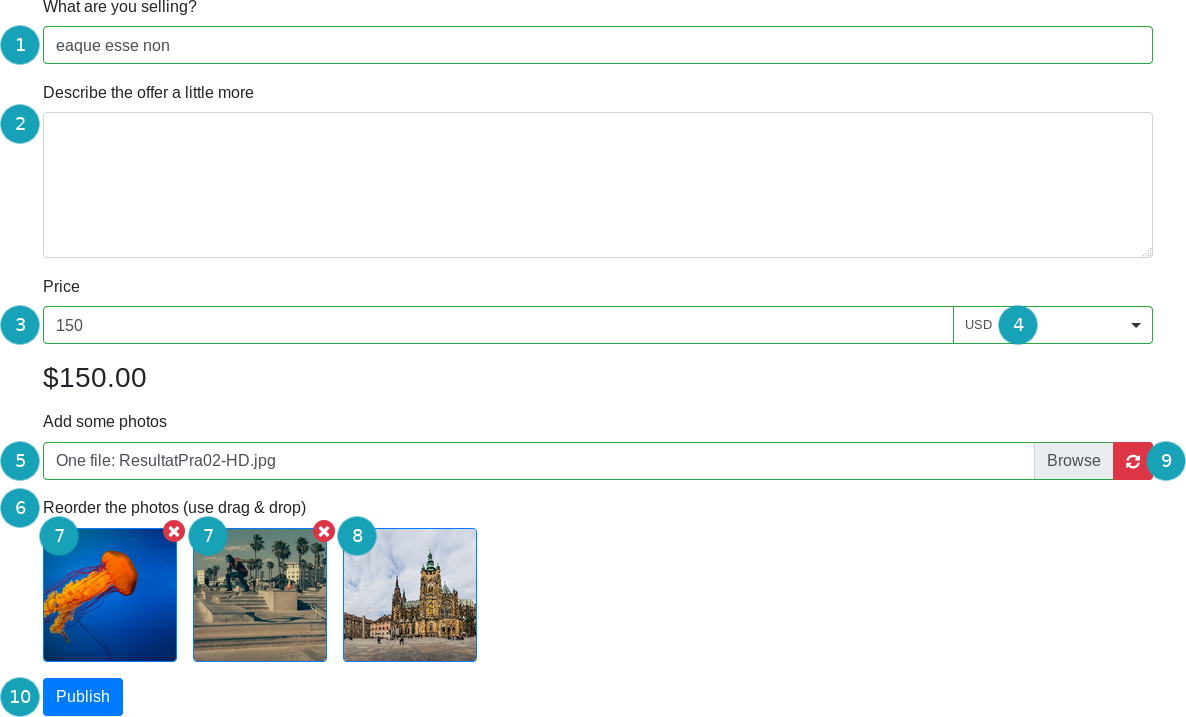 What are you selling?
1 eaque esse non
Describe the offer a little more
2
Price
3 150 USD 4
$150.00
Add some photos
5 One file: ResultatPra02-HD.jpg Browse 9
6 Reorder the photos (use drag & drop)
7 7 8
10 Publish